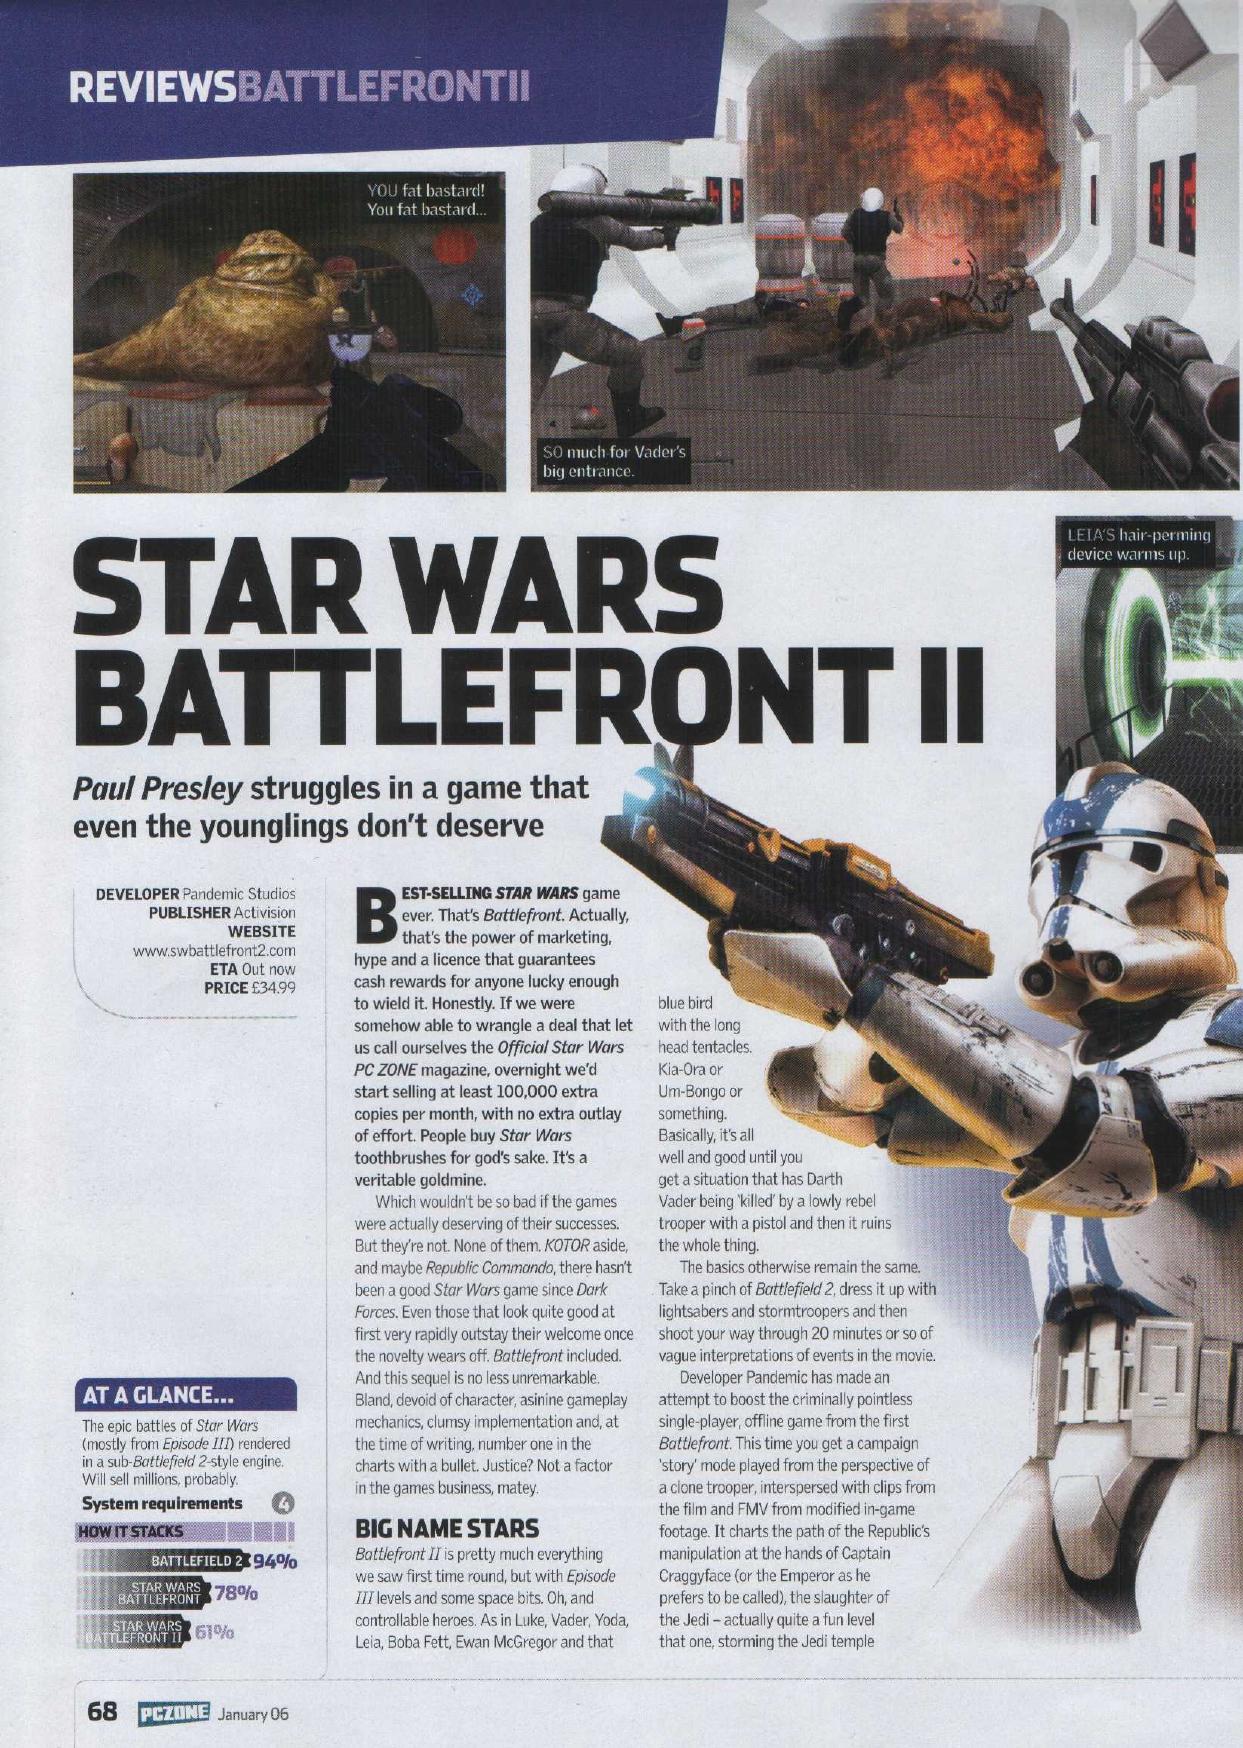 REVIEWSBATTLEFRONTII
YOU fat bastard!
You fat bastard...
SO much for Vader's
big entrance.
STAR WARS
BATTLEFRONT II
LEIA'S hair-perming
device warms up.
Paul Presley struggles in a game that
even the younglings don't deserve
DEVELOPER Pandemic Studios
PUBLISHER Activision
WEBSITE
www.swbattlefront2.com
ETA Out now
PRICE £34.99
AT A GLANCE...
The epic battles of Star Wars
(mostly from Episode III) rendered
in a sub-Battlefield 2-style engine.
Will sell millions, probably.
System requirements 4
HOW IT STACKS
BATTLEFIELD 2 94%
STAR WARS
BATTLEFRONT 78%
STAR WARS
BATTLEFRONT II 61%
BEST-SELLING STAR WARS game
ever. That's Battlefront. Actually,
that's the power of marketing,
hype and a licence that guarantees
cash rewards for anyone lucky enough
to wield it. Honestly. If we were
somehow able to wrangle a deal that let
us call ourselves the Official Star Wars
PC ZONE magazine, overnight we'd
start selling at least 100,000 extra
copies per month, with no extra outlay
of effort. People buy Star Wars
toothbrushes for god's sake. It's a
veritable goldmine.
Which wouldn't be so bad if the games
were actually deserving of their successes.
But they're not. None of them. KOTOR aside,
and maybe Republic Commando, there hasn't
been a good Star Wars game since Dark
Forces. Even those that look quite good at
first very rapidly outstay their welcome once
the novelty wears off. Battlefront included.
And this sequel is no less unremarkable.
Bland, devoid of character, asinine gameplay
mechanics, clumsy implementation and, at
the time of writing, number one in the
charts with a bullet. Justice? Not a factor
in the games business, matey.
BIG NAME STARS
Battlefront II is pretty much everything
we saw first time round, but with Episode
III levels and some space bits. Oh, and
controllable heroes. As in Luke, Vader, Yoda,
Leia, Boba Fett, Ewan McGregor and that
blue bird
with the long
head tentacles.
Kia-Ora or
Um-Bongo or
something.
Basically, it's all
well and good until you
get a situation that has Darth
Vader being 'killed' by a lowly rebel
trooper with a pistol and then it ruins
the whole thing.
The basics otherwise remain the same.
Take a pinch of Battlefield 2, dress it up with
lightsabers and stormtroopers and then
shoot your way through 20 minutes or so of
vague interpretations of events in the movie.
Developer Pandemic has made an
attempt to boost the criminally pointless
single-player, offline game from the first
Battlefront. This time you get a campaign
'story' mode played from the perspective of
a clone trooper, interspersed with clips from
the film and FMV from modified in-game
footage. It charts the path of the Republic's
manipulation at the hands of Captain
Craggyface (or the Emperor as he
prefers to be called), the slaughter of
the Jedi – actually quite a fun level
that one, storming the Jedi temple
68 PCZONE January 06